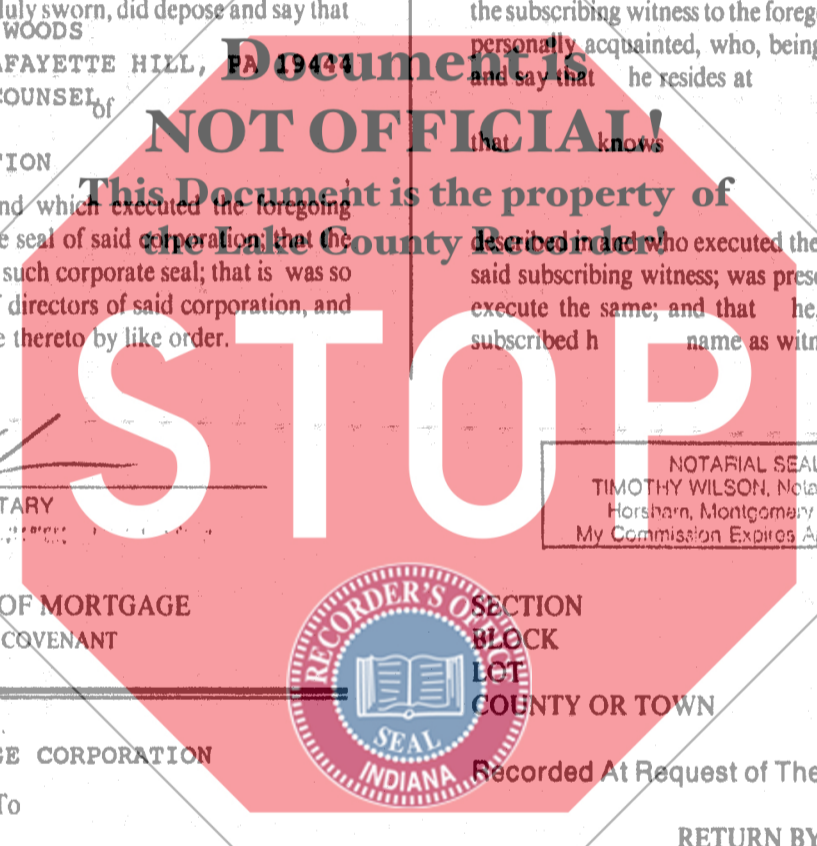 luly sworn, did depose and say that
WOODS
AFAYETTE HILL, PA 19444
COUNSEL
of
TION
nd which executed the foregoing
e seal of said corporation; that the
such corporate seal; that is was so
f directors of said corporation, and
e thereto by like order.
TARY
OF MORTGAGE
COVENANT
GE CORPORATION
To
the subscribing witness to the forego
personally acquainted, who, being
and say that he resides at
that knows
described in and who executed the
said subscribing witness; was prese
execute the same; and that he,
subscribed h name as witn
NOTARIAL SEAL
TIMOTHY WILSON, Nota
Horsham, Montgomery
My Commission Expires A
SECTION
BLOCK
LOT
COUNTY OR TOWN
Recorded At Request of The
RETURN BY
Document is
NOT OFFICIAL!
This Document is the property of
the Lake County Recorder!
STOP
RECORDER'S OFFICE
SEAL
INDIANA